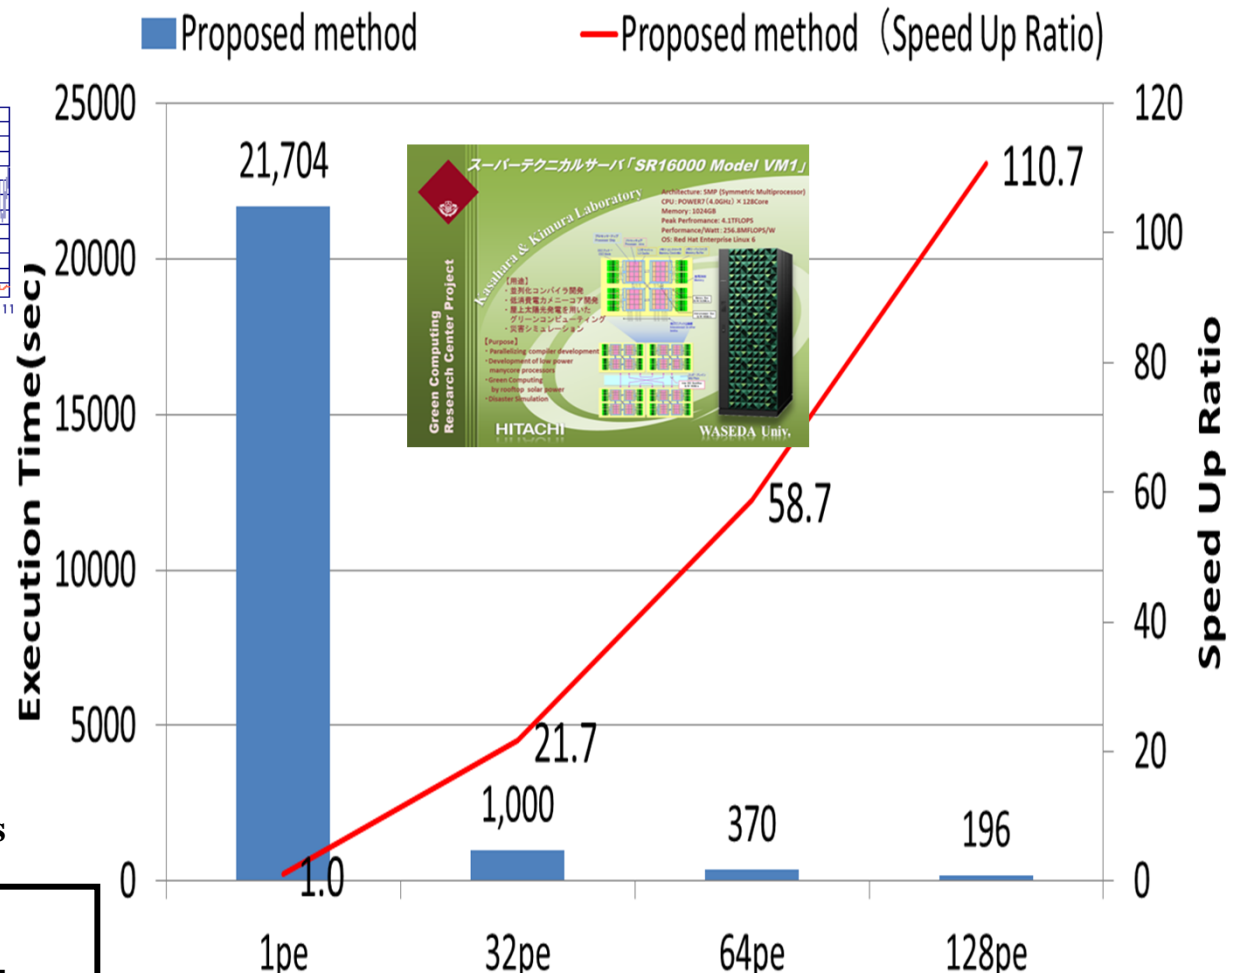 Proposed method
Proposed method（Speed Up Ratio)
25000
20000
15000
10000
5000
0
Execution Time(sec)
120
100
80
60
40
20
0
Speed Up Ratio
21,704
1,000
370
196
1.0
21.7
58.7
110.7
1pe
32pe
64pe
128pe
スーパーテクニカルサーバ「SR16000 Model VM1」
Kasahara & Kimura Laboratory
Architecture: SMP (Symmetric Multiprocessor)
CPU: POWER7(4.0GHz) × 128Core
Memory: 1024GB
Peak Perfromance: 4.1TFLOPS
Performance/Watt: 256.8MFLOPS/W
OS: Red Hat Enterprise Linux 6
Green Computing
Research Center Project
【用途】
・並列化コンパイラ開発
・低消費電力メニーコア開発
・屋上太陽光発電を用いた
グリーンコンピューティング
・災害シミュレーション
【Purpose】
・Parallelizing compiler development
・Development of low power
manycore processors
・Green Computing
by rooftop solar power
・Disaster Simulation
HITACHI
WASEDA Univ.
11
s